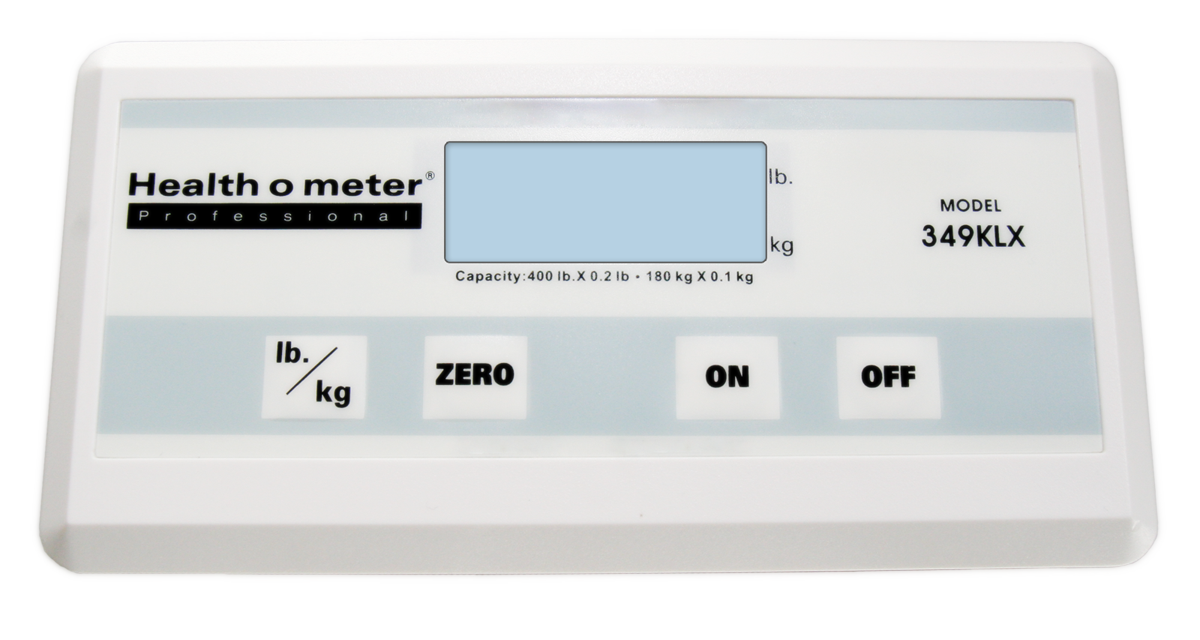 Health o meter®
Professional
lb.
kg
Capacity:400 lb.X 0.2 lb • 180 kg X 0.1 kg
MODEL
349KLX
lb./kg
ZERO
ON
OFF